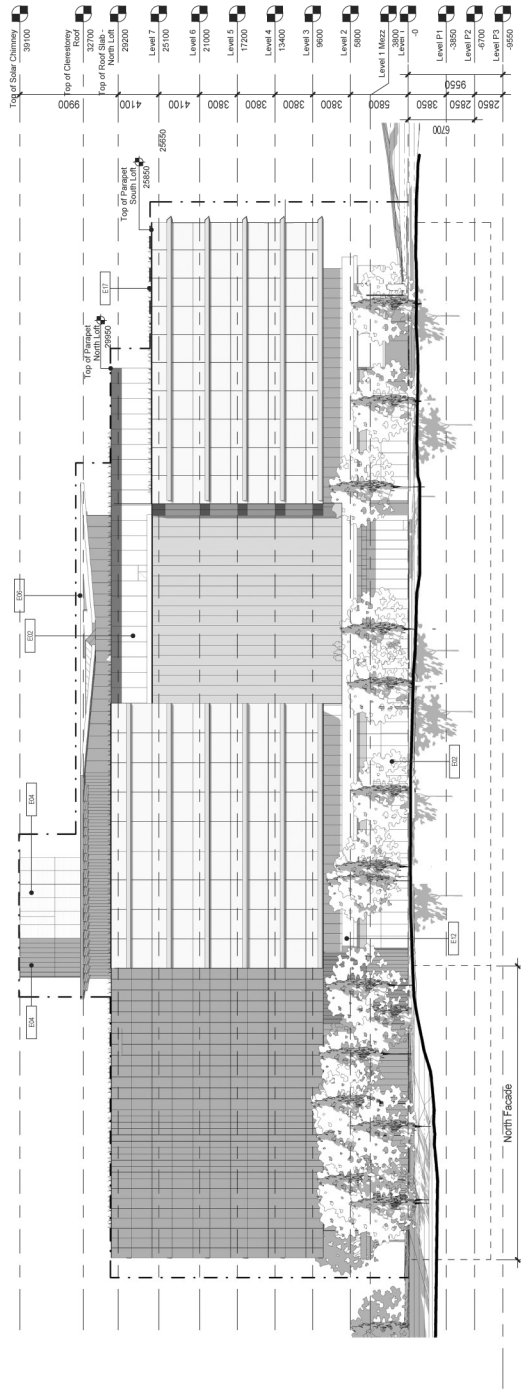 Top of Solar Chimney
39100
Top of Clerestorey
Roof
32700
Top of Roof Slab -
North Loft
29200
Level 7
25100
Level 6
21000
Level 5
17200
Level 4
13400
Level 3
9600
Level 2
5800
Level 1 Mezz
3800
Level 1
-0
Level P1
-3850
Level P2
-6700
Level P3
-9550
9900
4100
4100
3800
3800
3800
3800
5800
3850
2850
2850
9550
6700
Top of Parapet
South Loft
25850
25650
E17
Top of Parapet
North Loft
29950
E06
E02
E04
E04
E02
E12
North Facade